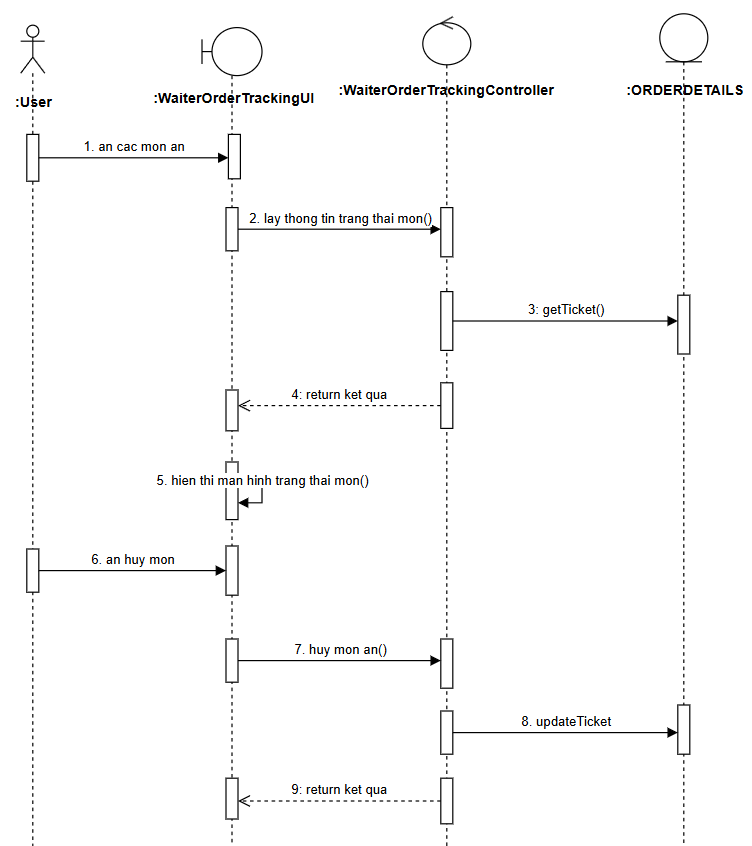 :User
:WaiterOrderTrackingUI
:WaiterOrderTrackingController
:ORDERDETAILS
1. an cac mon an
2. lay thong tin trang thai mon()
3: getTicket()
4: return ket qua
5. hien thi man hinh trang thai mon()
6. an huy mon
7. huy mon an()
8. updateTicket
9: return ket qua